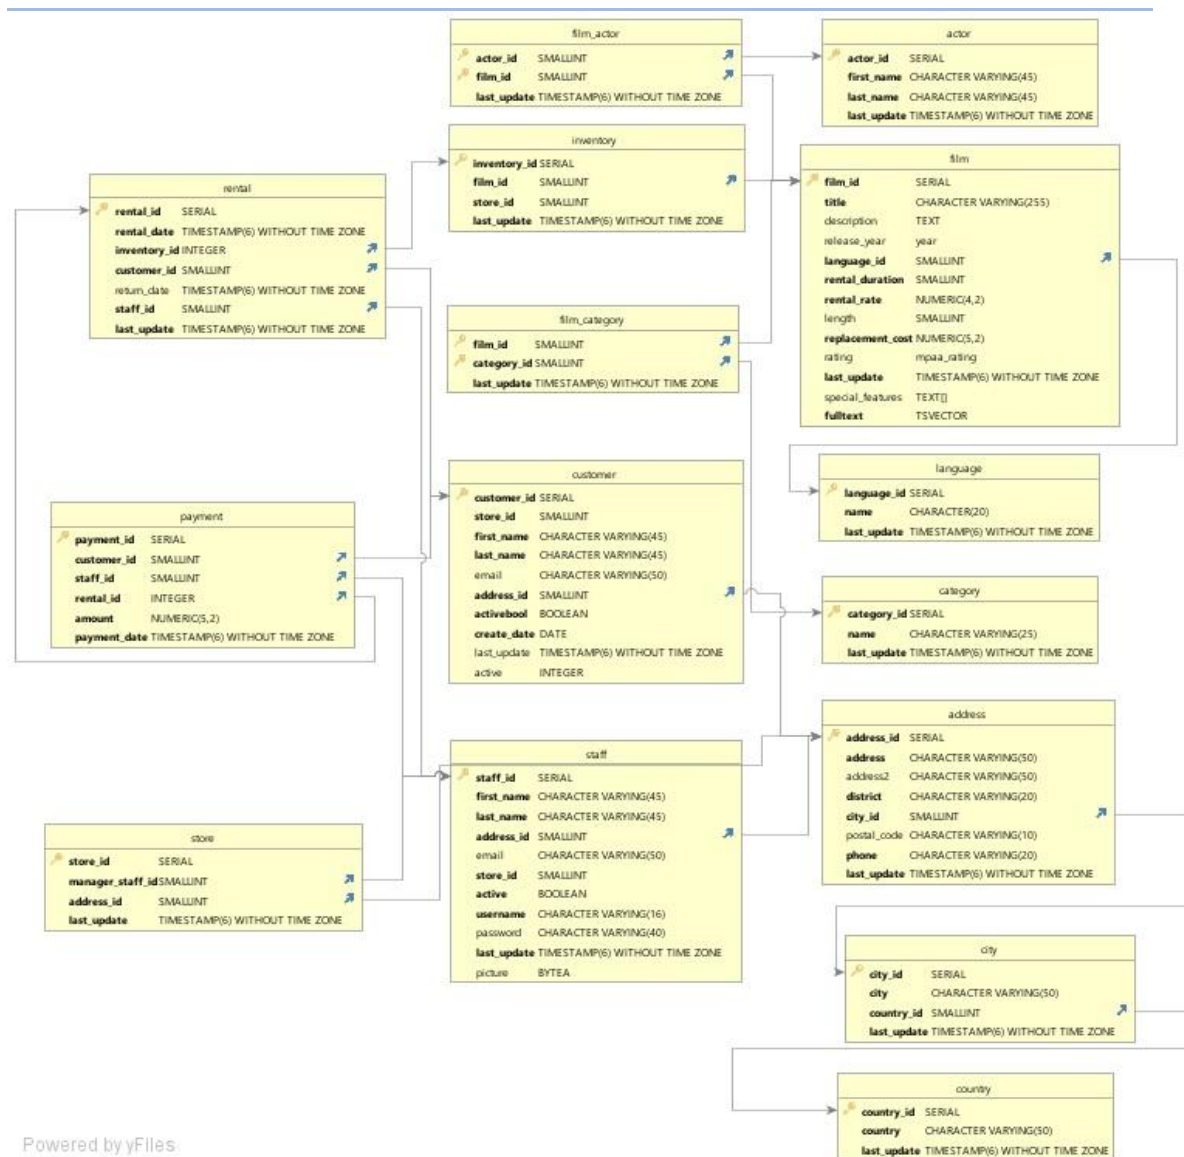 film_actor
actor_id SMALLINT
film_id SMALLINT
last_update TIMESTAMP(6) WITHOUT TIME ZONE
actor
actor_id SERIAL
first_name CHARACTER VARYING(45)
last_name CHARACTER VARYING(45)
last_update TIMESTAMP(6) WITHOUT TIME ZONE
inventory
inventory_id SERIAL
film_id SMALLINT
store_id SMALLINT
last_update TIMESTAMP(6) WITHOUT TIME ZONE
film
film_id SERIAL
title CHARACTER VARYING(255)
description TEXT
release_year year
language_id SMALLINT
rental_duration SMALLINT
rental_rate NUMERIC(4,2)
length SMALLINT
replacement_cost NUMERIC(5,2)
rating mpaa_rating
last_update TIMESTAMP(6) WITHOUT TIME ZONE
special_features TEXT[]
fulltext TSVECTOR
rental
rental_id SERIAL
rental_date TIMESTAMP(6) WITHOUT TIME ZONE
inventory_id INTEGER
customer_id SMALLINT
return_date TIMESTAMP(6) WITHOUT TIME ZONE
staff_id SMALLINT
last_update TIMESTAMP(6) WITHOUT TIME ZONE
film_category
film_id SMALLINT
category_id SMALLINT
last_update TIMESTAMP(6) WITHOUT TIME ZONE
language
language_id SERIAL
name CHARACTER(20)
last_update TIMESTAMP(6) WITHOUT TIME ZONE
customer
customer_id SERIAL
store_id SMALLINT
first_name CHARACTER VARYING(45)
last_name CHARACTER VARYING(45)
email CHARACTER VARYING(50)
address_id SMALLINT
activebool BOOLEAN
create_date DATE
last_update TIMESTAMP(6) WITHOUT TIME ZONE
active INTEGER
payment
payment_id SERIAL
customer_id SMALLINT
staff_id SMALLINT
rental_id INTEGER
amount NUMERIC(5,2)
payment_date TIMESTAMP(6) WITHOUT TIME ZONE
category
category_id SERIAL
name CHARACTER VARYING(25)
last_update TIMESTAMP(6) WITHOUT TIME ZONE
address
address_id SERIAL
address CHARACTER VARYING(50)
address2 CHARACTER VARYING(50)
district CHARACTER VARYING(20)
city_id SMALLINT
postal_code CHARACTER VARYING(10)
phone CHARACTER VARYING(20)
last_update TIMESTAMP(6) WITHOUT TIME ZONE
staff
staff_id SERIAL
first_name CHARACTER VARYING(45)
last_name CHARACTER VARYING(45)
address_id SMALLINT
email CHARACTER VARYING(50)
store_id SMALLINT
active BOOLEAN
username CHARACTER VARYING(16)
password CHARACTER VARYING(40)
last_update TIMESTAMP(6) WITHOUT TIME ZONE
picture BYTEA
store
store_id SERIAL
manager_staff_id SMALLINT
address_id SMALLINT
last_update TIMESTAMP(6) WITHOUT TIME ZONE
city
city_id SERIAL
city CHARACTER VARYING(50)
country_id SMALLINT
last_update TIMESTAMP(6) WITHOUT TIME ZONE
country
country_id SERIAL
country CHARACTER VARYING(50)
last_update TIMESTAMP(6) WITHOUT TIME ZONE
Powered by yFiles